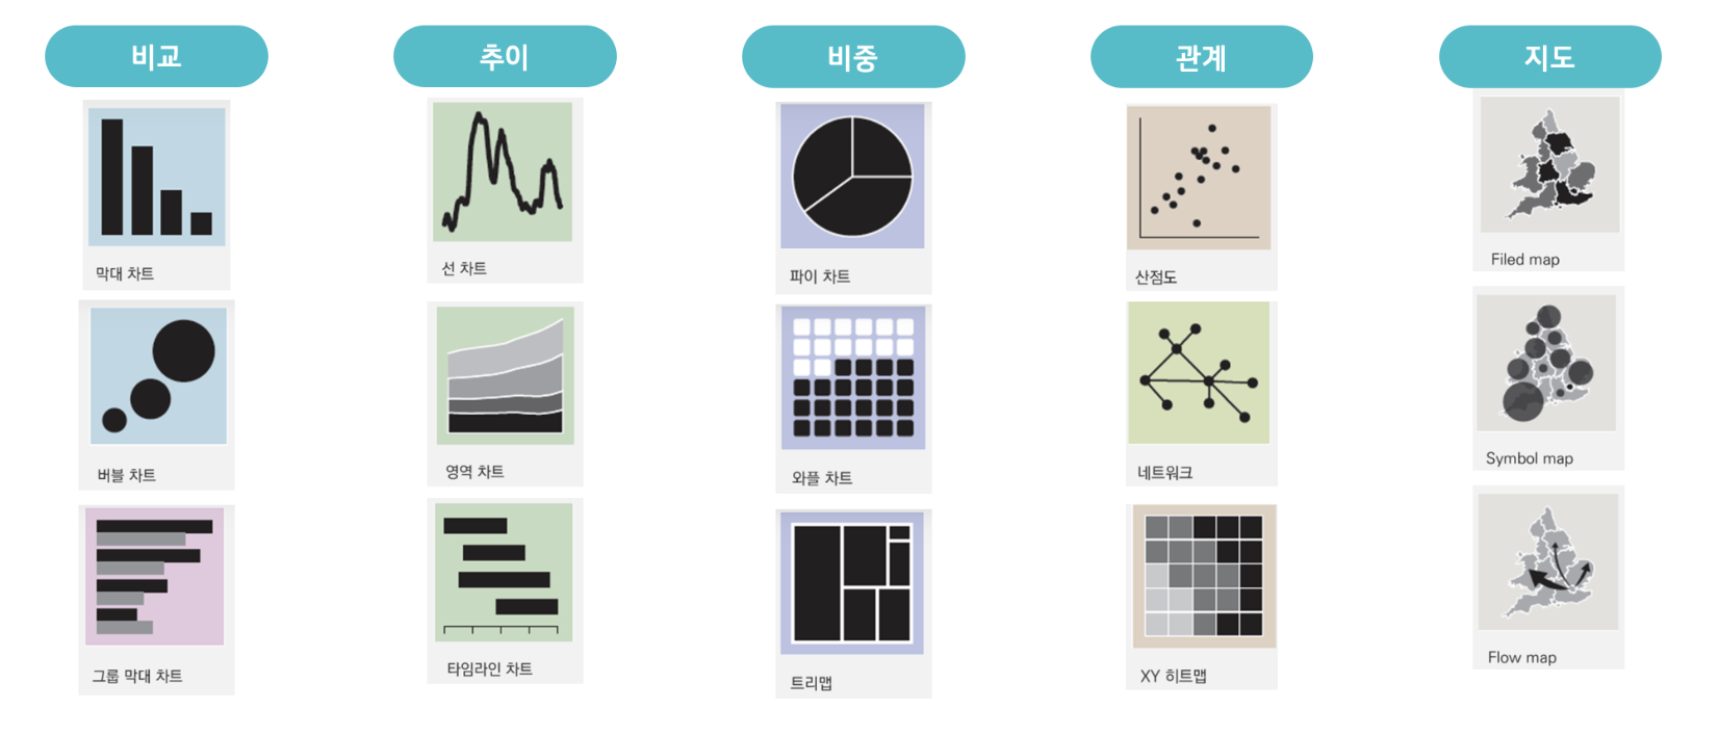 비교
추이
비중
관계
지도
막대 차트
선 차트
파이 차트
산점도
Filed map
버블 차트
영역 차트
와플 차트
네트워크
Symbol map
그룹 막대 차트
타임라인 차트
트리맵
XY 히트맵
Flow map